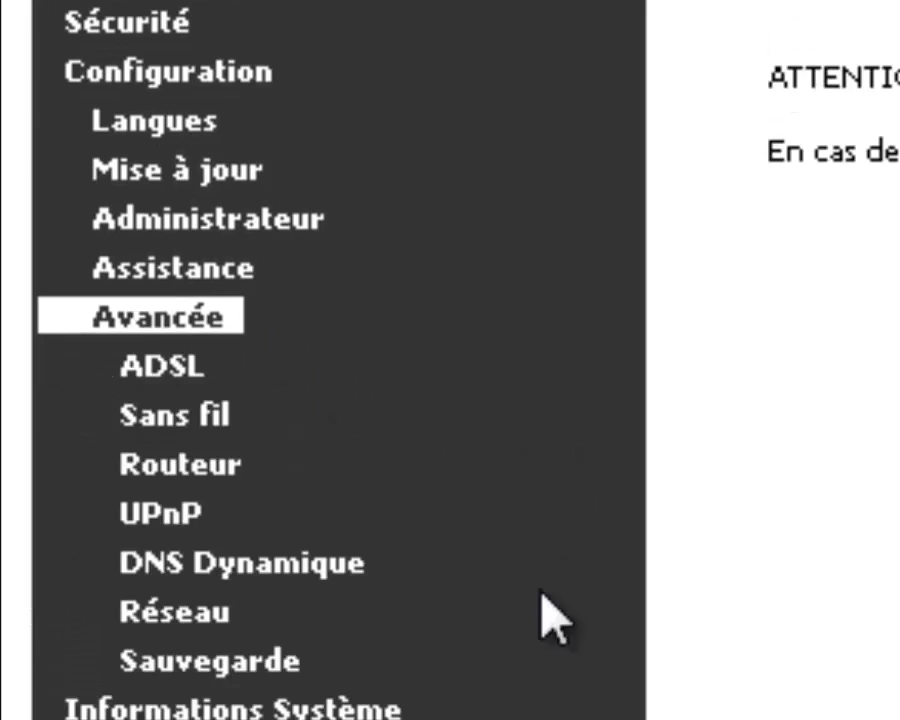 Sécurité
Configuration
Langues
Mise à jour
Administrateur
Assistance
Avancée
ADSL
Sans fil
Routeur
UPnP
DNS Dynamique
Réseau
Sauvegarde
Informations Système
En cas de